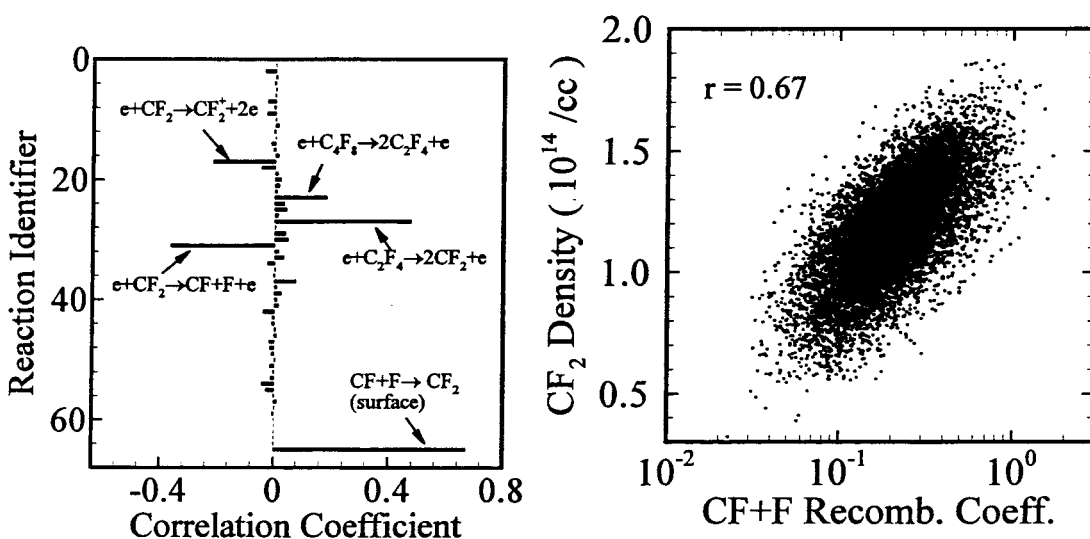 0
20
40
60
Reaction Identifier
e+CF₂→CF₂⁺+2e
e+C₄F₈→2C₂F₄+e
e+C₂F₄→2CF₂+e
e+CF₂→CF+F+e
CF+F→ CF₂
(surface)
-0.4 0 0.4 0.8
Correlation Coefficient
2.0
1.5
1.0
0.5
CF₂ Density ( 10¹⁴ /cc )
r = 0.67
10⁻² 10⁻¹ 10⁰
CF+F Recomb. Coeff.